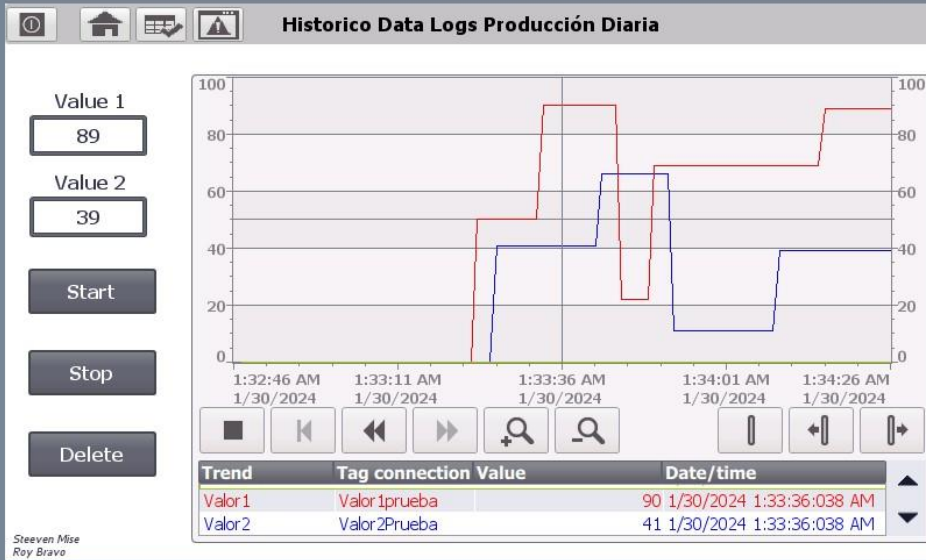 Historico Data Logs Producción Diaria
Value 1
89
Value 2
39
Start
Stop
Delete
100
80
60
40
20
0
100
80
60
40
20
0
1:32:46 AM 1:33:11 AM 1:33:36 AM 1:34:01 AM 1:34:26 AM
1/30/2024 1/30/2024 1/30/2024 1/30/2024 1/30/2024
Trend Tag connection Value Date/time
Valor1 Valor1prueba 90 1/30/2024 1:33:36:038 AM
Valor2 Valor2Prueba 41 1/30/2024 1:33:36:038 AM
Steeven Mise
Roy Bravo